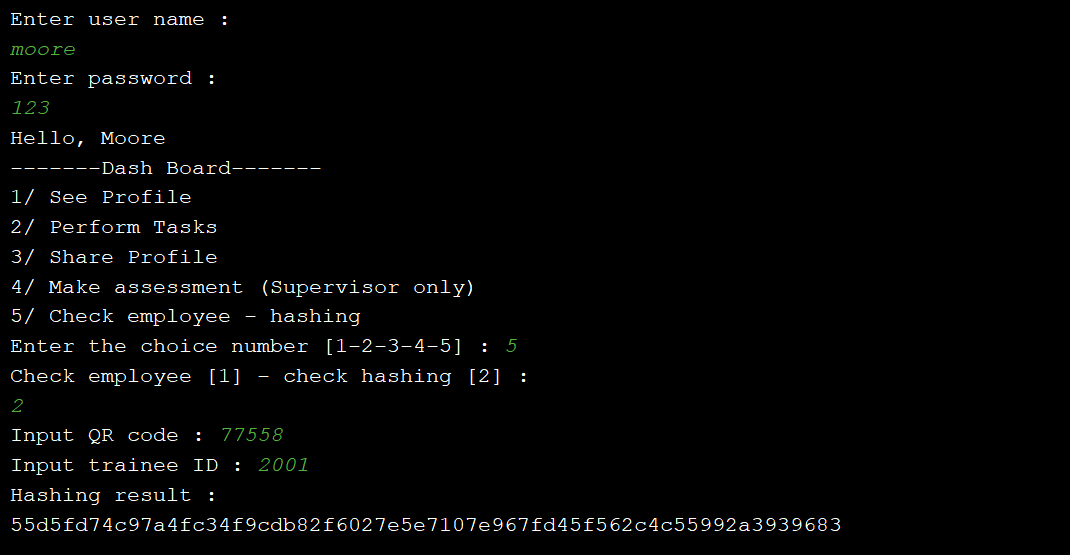 Enter user name :
moore
Enter password :
123
Hello, Moore
-------Dash Board-------
1/ See Profile
2/ Perform Tasks
3/ Share Profile
4/ Make assessment (Supervisor only)
5/ Check employee - hashing
Enter the choice number [1-2-3-4-5] : 5
Check employee [1] - check hashing [2] :
2
Input QR code : 77558
Input trainee ID : 2001
Hashing result :
55d5fd74c97a4fc34f9cdb82f6027e5e7107e967fd45f562c4c55992a3939683